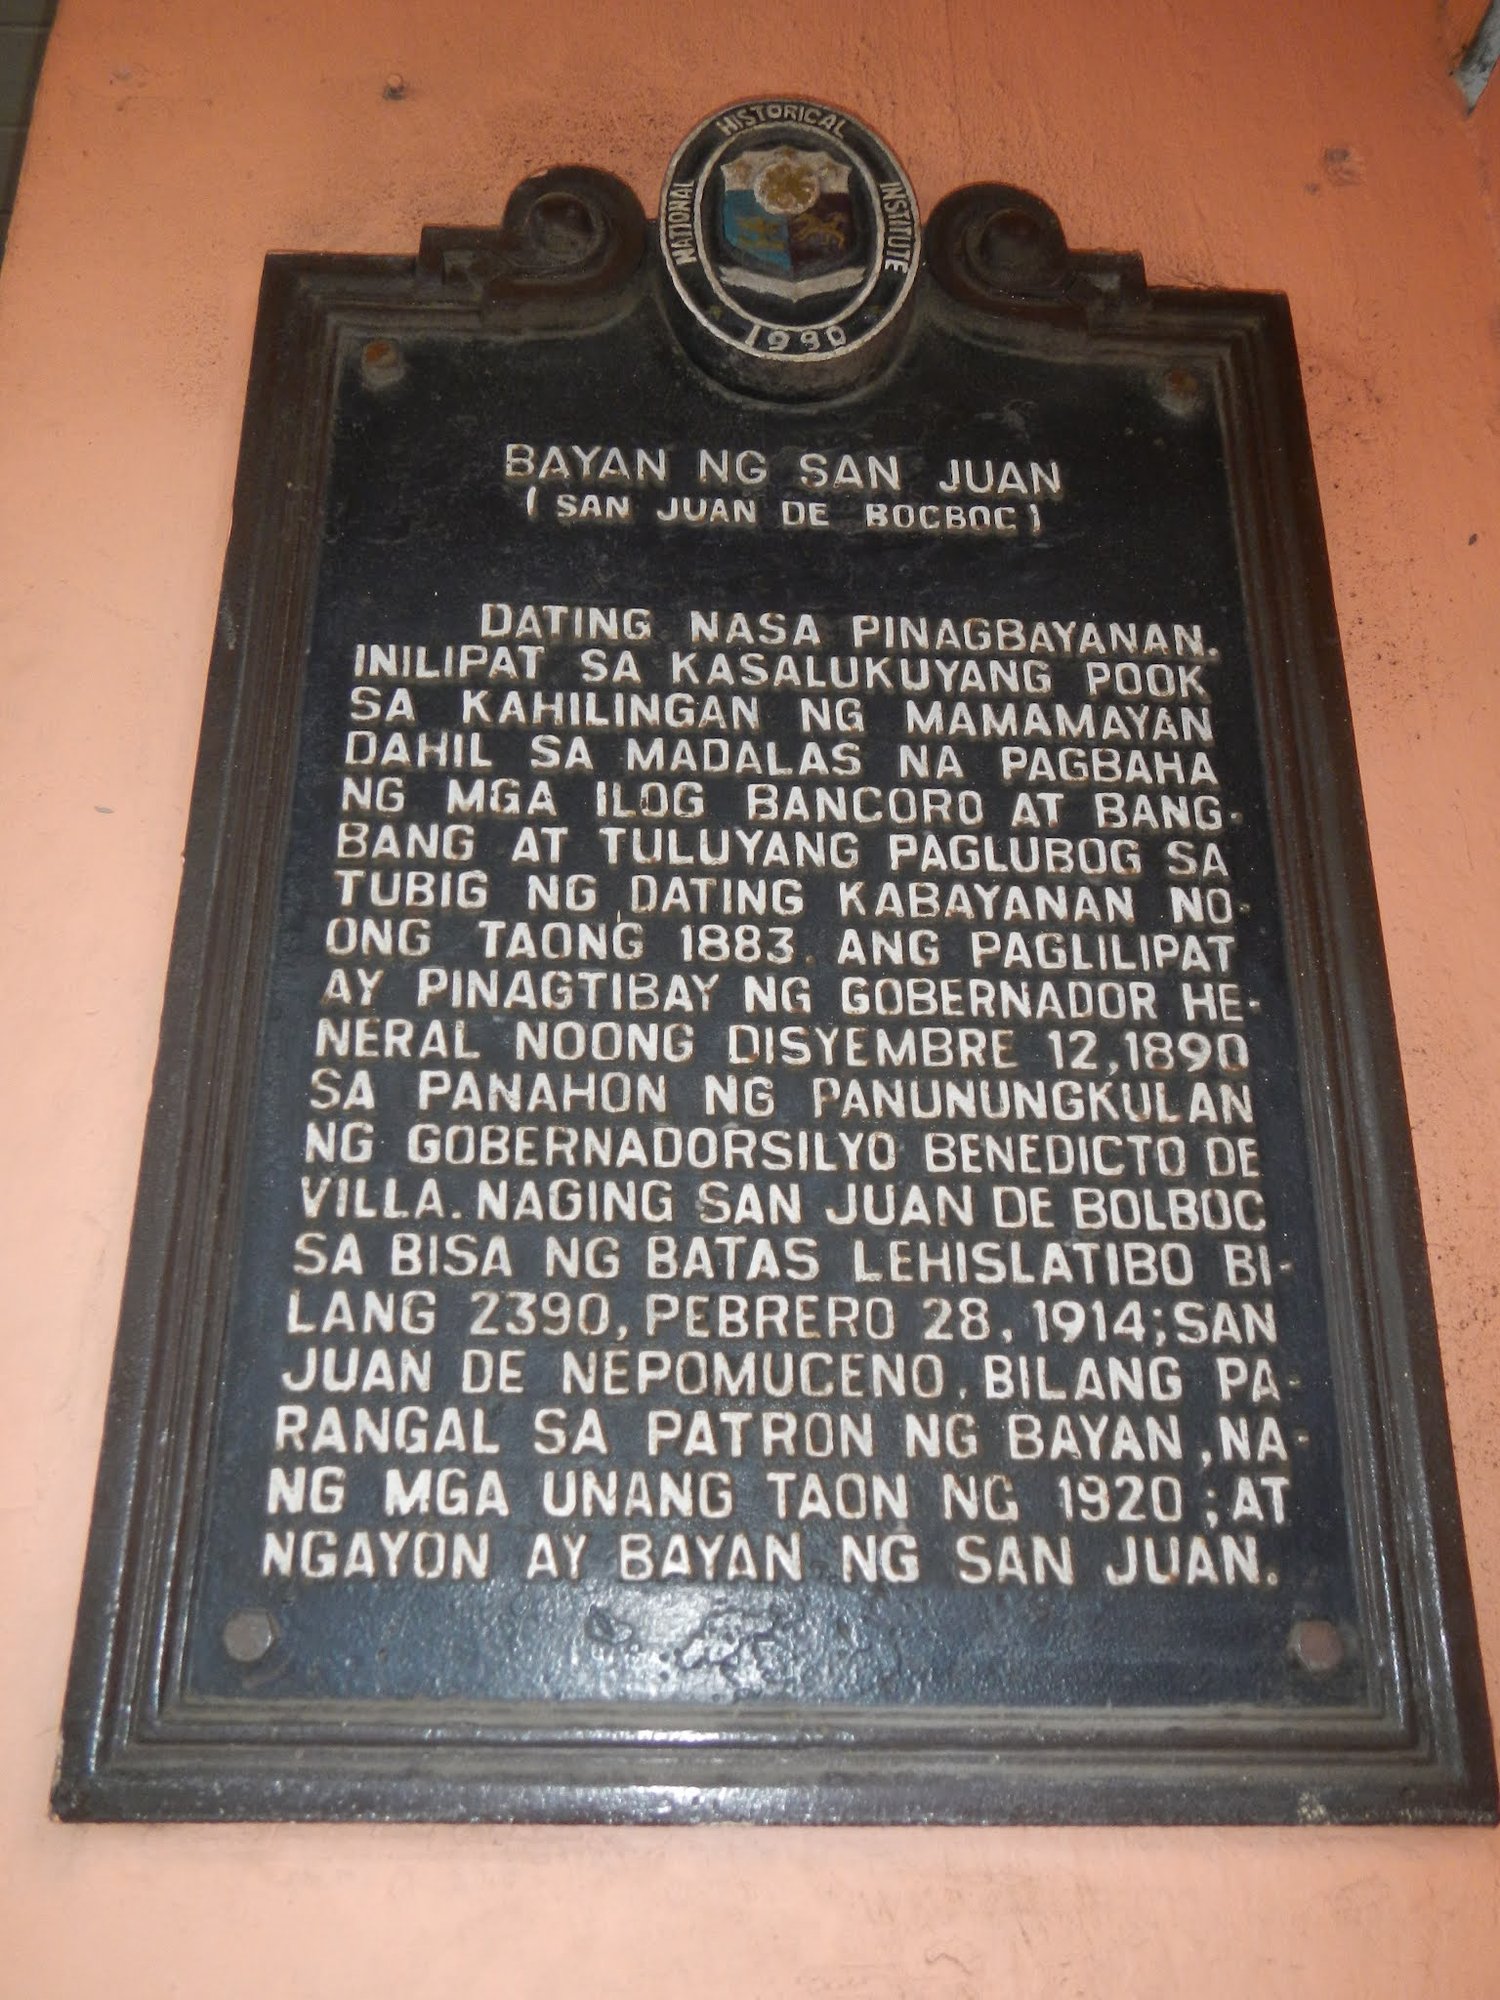 NATIONAL HISTORICAL INSTITUTE
1990
BAYAN NG SAN JUAN
(SAN JUAN DE BOCBOC)
DATING NASA PINAGBAYANAN.
INILIPAT SA KASALUKUYANG POOK
SA KAHILINGAN NG MAMAMAYAN
DAHIL SA MADALAS NA PAGBAHA
NG MGA ILOG BANCORO AT BANG-
BANG AT TULUYANG PAGLUBOG SA
TUBIG NG DATING KABAYANAN NO-
ONG TAONG 1883. ANG PAGLILIPAT
AY PINAGTIBAY NG GOBERNADOR HE-
NERAL NOONG DISYEMBRE 12, 1890
SA PANAHON NG PANUNUNGKULAN
NG GOBERNADORSILYO BENEDICTO DE
VILLA. NAGING SAN JUAN DE BOLBOC
SA BISA NG BATAS LEHISLATIBO BI-
LANG 2390, PEBRERO 28, 1914; SAN
JUAN DE NEPOMUCENO, BILANG PA-
RANGAL SA PATRON NG BAYAN, NA-
NG MGA UNANG TAON NG 1920; AT
NGAYON AY BAYAN NG SAN JUAN.